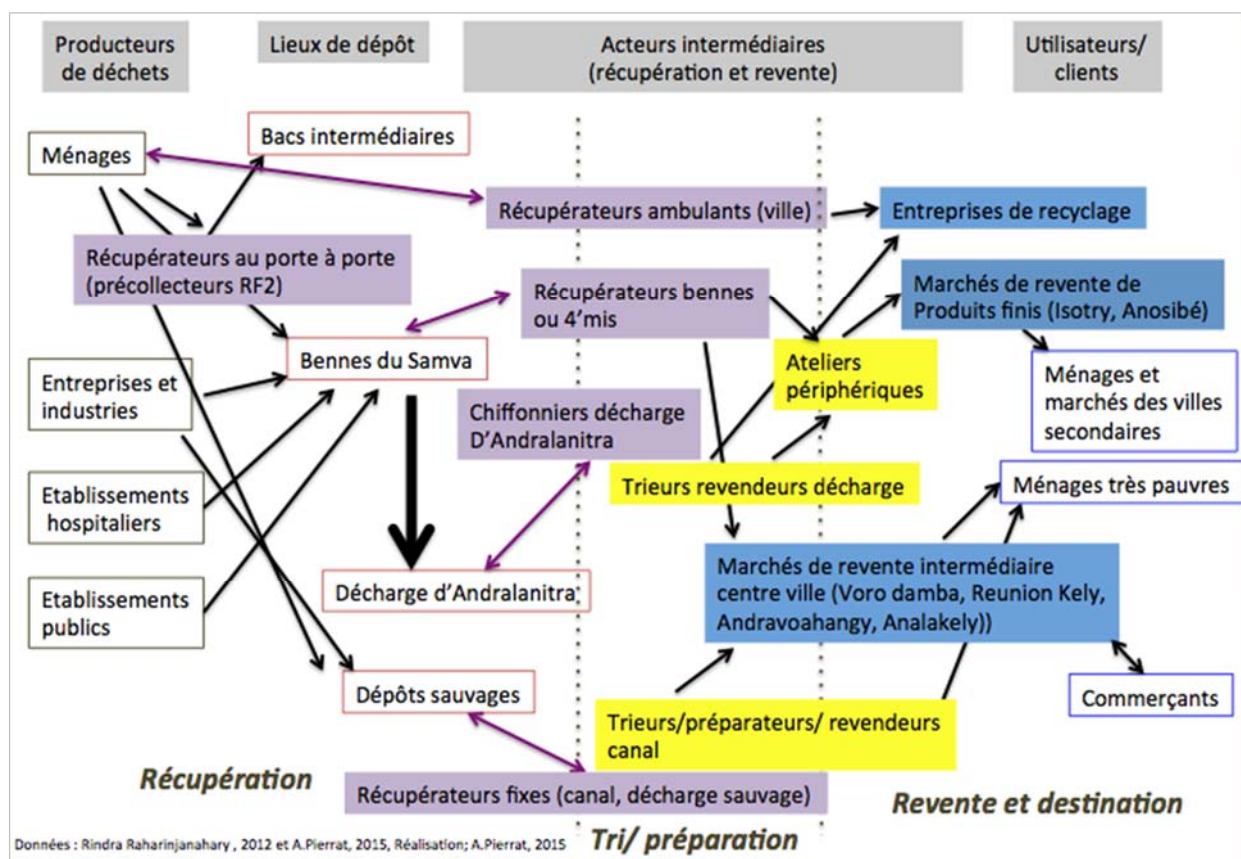 Producteurs
de déchets
Lieux de dépôt
Acteurs intermédiaires
(récupération et revente)
Utilisateurs/
clients
Ménages
Bacs intermédiaires
Récupérateurs ambulants (ville)
Entreprises de recyclage
Récupérateurs au porte à porte
(précollecteurs RF2)
Récupérateurs bennes
ou 4'mis
Marchés de revente de
Produits finis (Isotry, Anosibé)
Bennes du Samva
Ateliers
périphériques
Ménages et
marchés des villes
secondaires
Entreprises et
industries
Chiffonniers décharge
D'Andralanitra
Trieurs revendeurs décharge
Ménages très pauvres
Etablissements
hospitaliers
Marchés de revente intermédiaire
centre ville (Voro damba, Reunion Kely,
Andravoahangy, Analakely))
Décharge d'Andralanitra
Etablissements
publics
Dépôts sauvages
Commerçants
Trieurs/préparateurs/ revendeurs
canal
Récupération
Récupérateurs fixes (canal, décharge sauvage)
Revente et destination
Tri/ préparation
Données : Rindra Raharinjanahary , 2012 et A.Pierrat, 2015, Réalisation; A.Pierrat, 2015